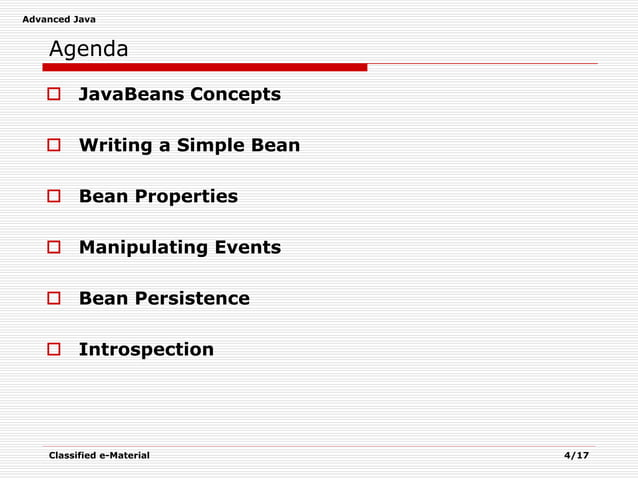 Advanced Java
Agenda
JavaBeans Concepts
Writing a Simple Bean
Bean Properties
Manipulating Events
Bean Persistence
Introspection
Classified e-Material 4/17